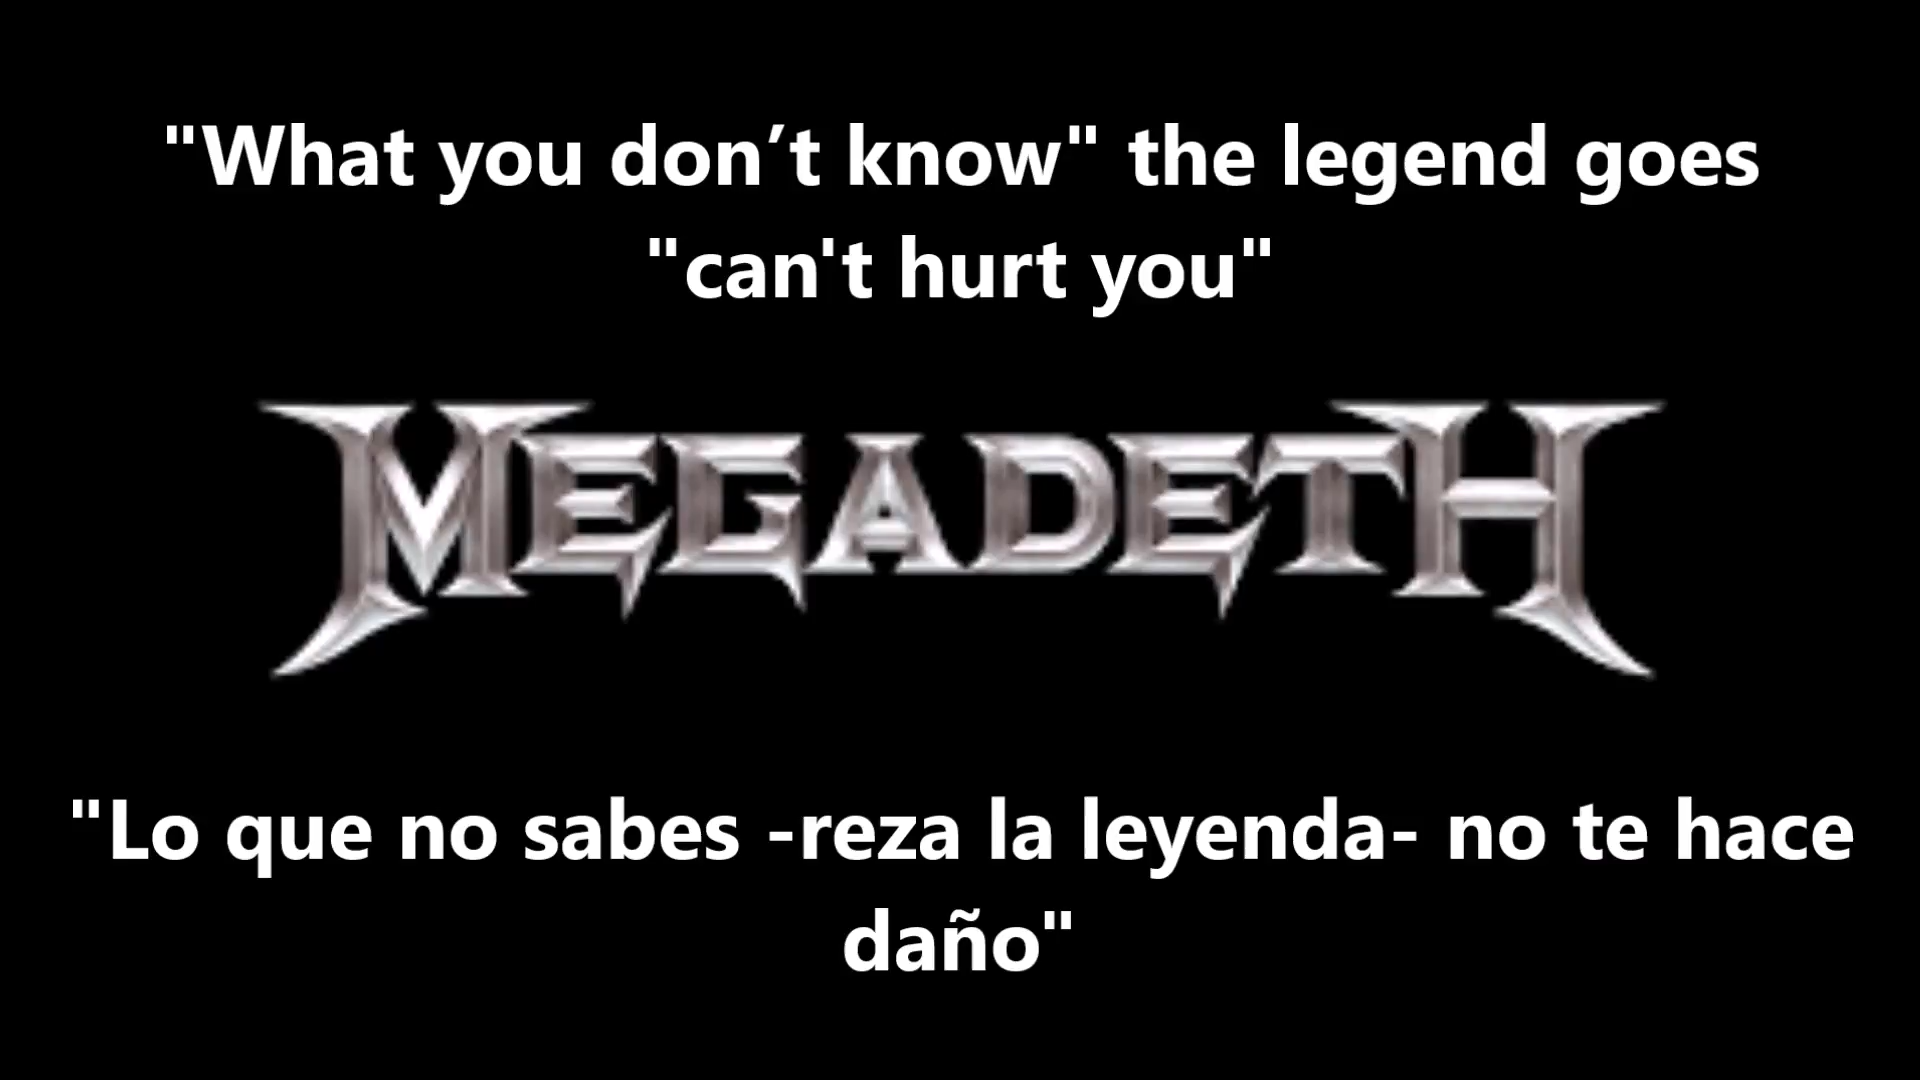 "What you don’t know" the legend goes
"can't hurt you"
MEGADETH
"Lo que no sabes -reza la leyenda- no te hace
daño"